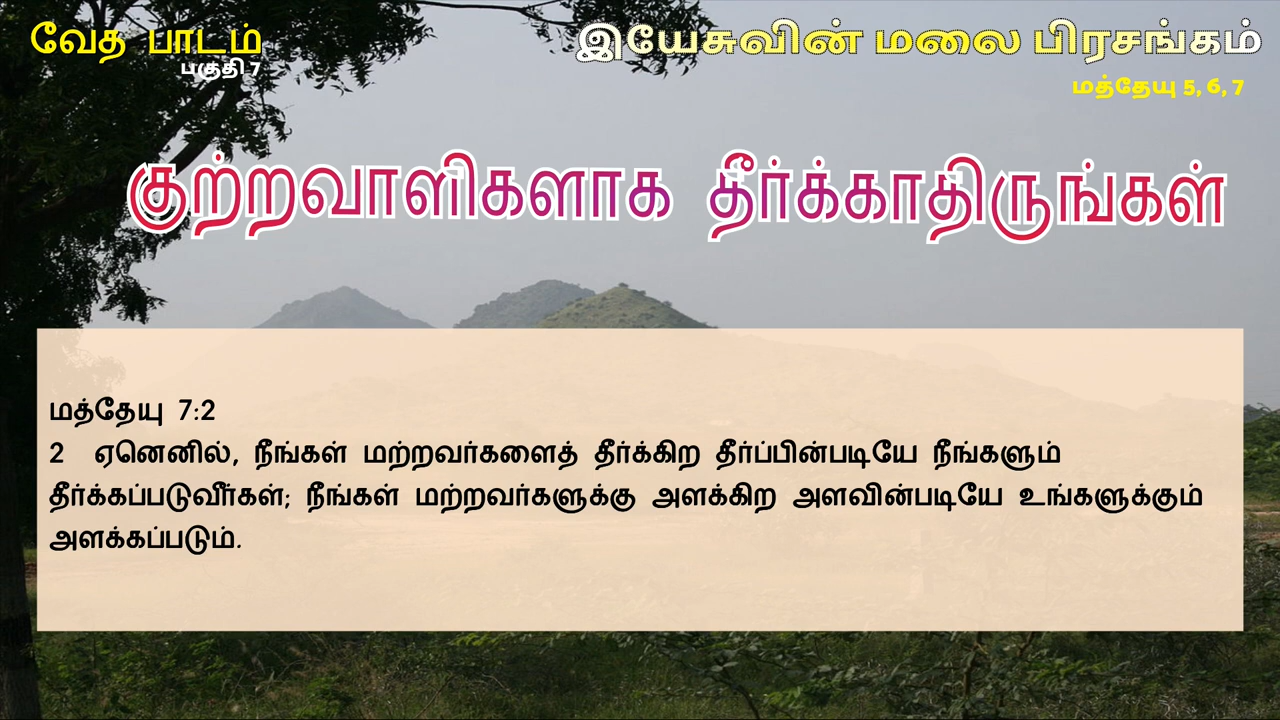 வேத பாடம்
பகுதி 7
இயேசுவின் மலை பிரசங்கம்
மத்தேயு 5, 6, 7
குற்றவாளிகளாக தீர்க்காதிருங்கள்
மத்தேயு 7:2
2 ஏனெனில், நீங்கள் மற்றவர்களைத் தீர்க்கிற தீர்ப்பின்படியே நீங்களும்
தீர்க்கப்படுவீர்கள்; நீங்கள் மற்றவர்களுக்கு அளக்கிற அளவின்படியே உங்களுக்கும்
அளக்கப்படும்.